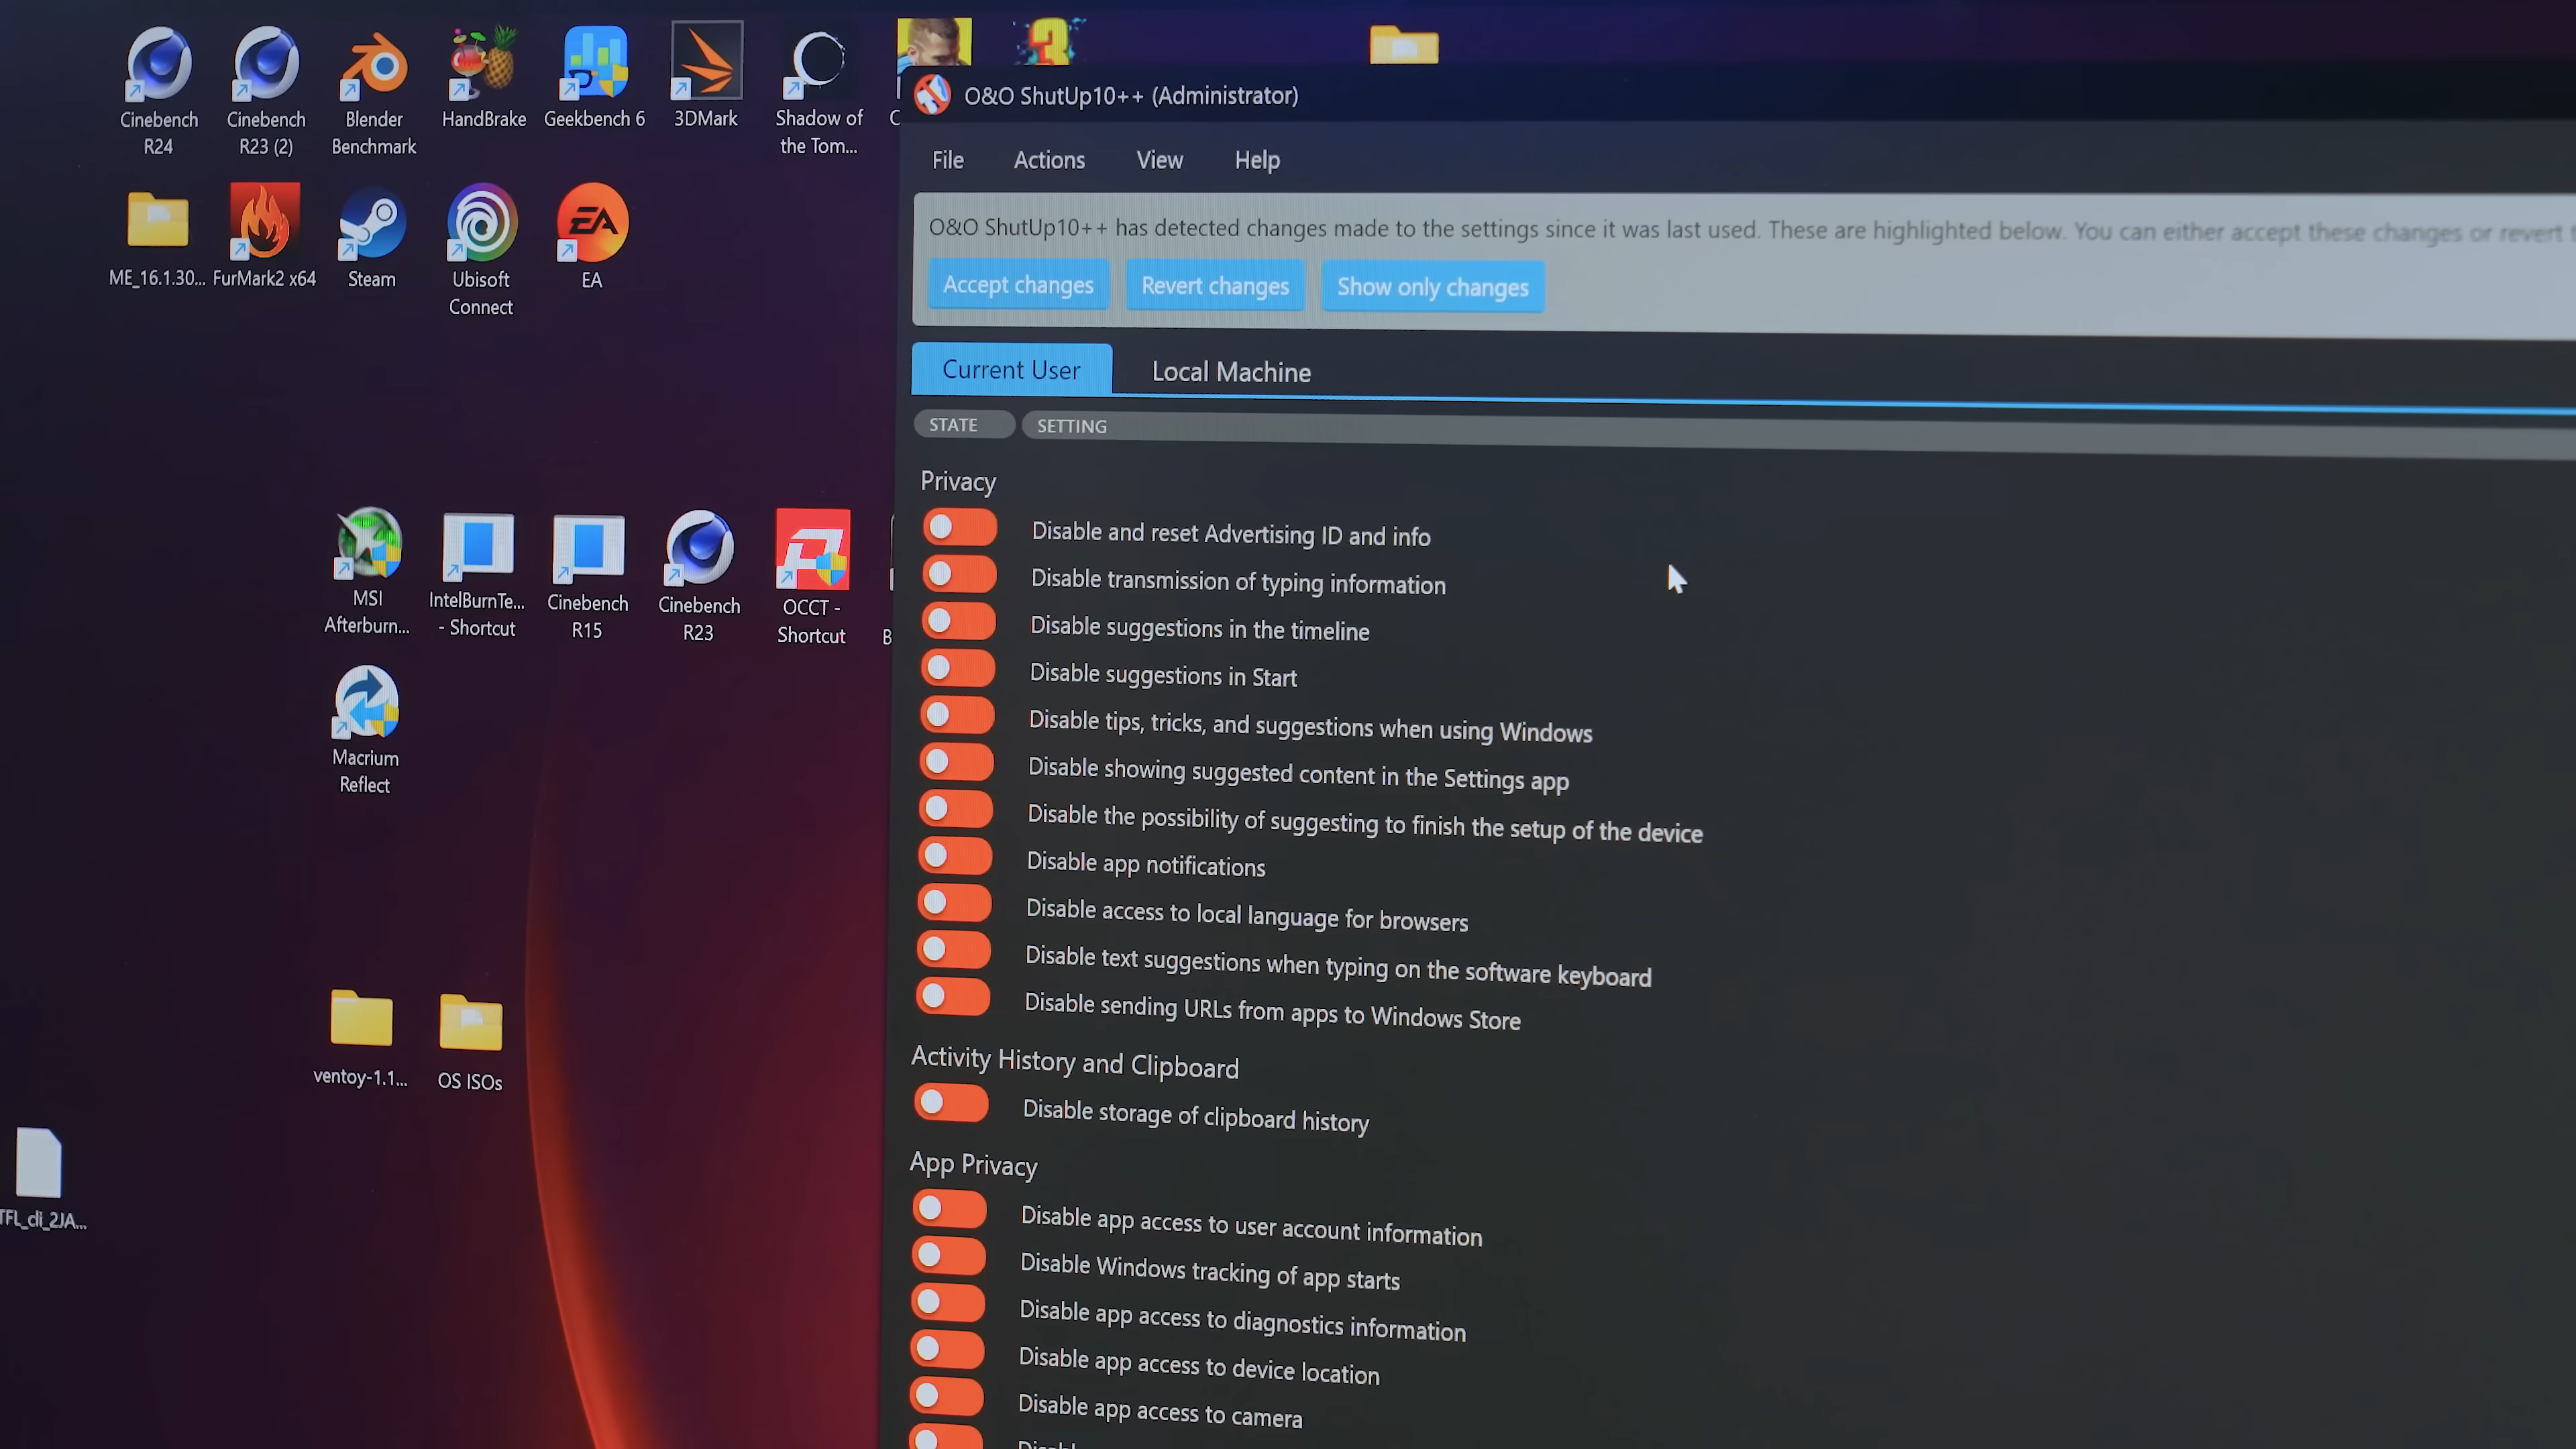 Cinebench R24
Cinebench R23 (2)
Blender Benchmark
HandBrake
Geekbench 6
3DMark
Shadow of the Tom...
C
3
ME_16.1.30...
FurMark2 x64
Steam
Ubisoft Connect
EA
EA
MSI Afterburn...
IntelBurnTe... - Shortcut
Cinebench R15
Cinebench R23
OCCT - Shortcut
B
Macrium Reflect
ventoy-1.1...
OS ISOs
TFL_cli_2JA...
O&O ShutUp10++ (Administrator)
File Actions View Help
O&O ShutUp10++ has detected changes made to the settings since it was last used. These are highlighted below. You can either accept these changes or revert t
Accept changes Revert changes Show only changes
Current User Local Machine
STATE SETTING
Privacy
Disable and reset Advertising ID and info
Disable transmission of typing information
Disable suggestions in the timeline
Disable suggestions in Start
Disable tips, tricks, and suggestions when using Windows
Disable showing suggested content in the Settings app
Disable the possibility of suggesting to finish the setup of the device
Disable app notifications
Disable access to local language for browsers
Disable text suggestions when typing on the software keyboard
Disable sending URLs from apps to Windows Store
Activity History and Clipboard
Disable storage of clipboard history
App Privacy
Disable app access to user account information
Disable Windows tracking of app starts
Disable app access to diagnostics information
Disable app access to device location
Disable app access to camera